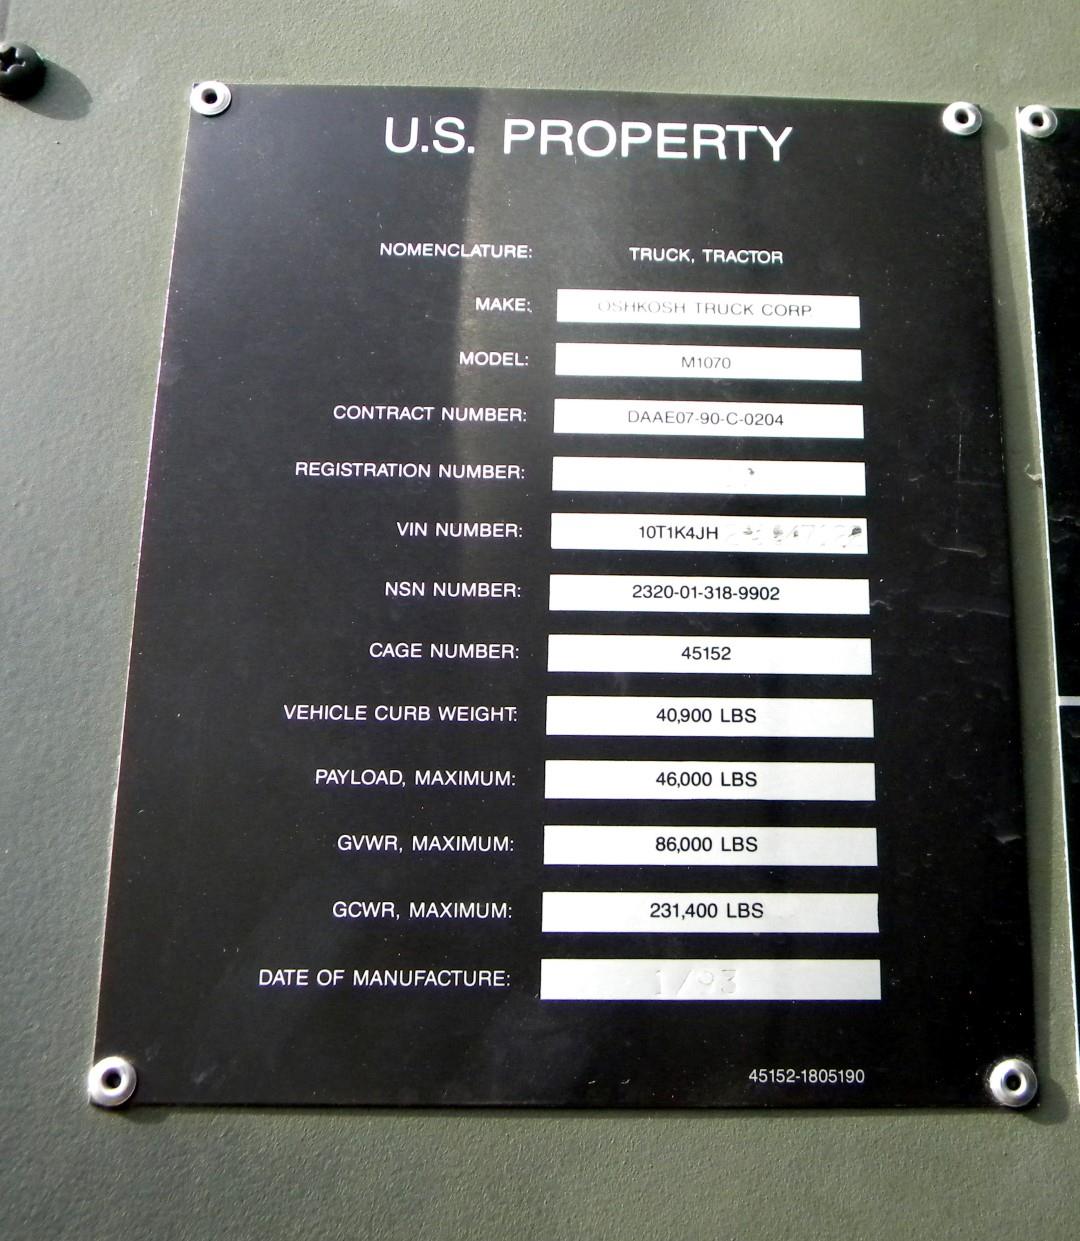 U.S. PROPERTY
NOMENCLATURE: TRUCK, TRACTOR
MAKE: OSHKOSH TRUCK CORP
MODEL: M1070
CONTRACT NUMBER: DAAE07-90-C-0204
REGISTRATION NUMBER:
VIN NUMBER: 10T1K4JH
NSN NUMBER: 2320-01-318-9902
CAGE NUMBER: 45152
VEHICLE CURB WEIGHT: 40,900 LBS
PAYLOAD, MAXIMUM: 46,000 LBS
GVWR, MAXIMUM: 86,000 LBS
GCWR, MAXIMUM: 231,400 LBS
DATE OF MANUFACTURE: 1/93
45152-1805190